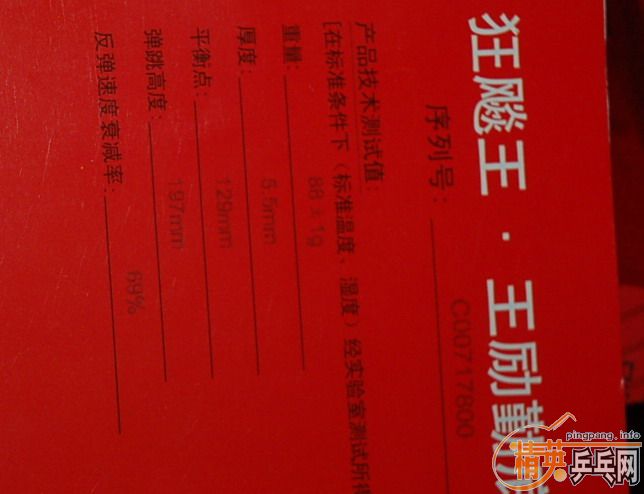 狂飚王·王励勤
序列号: C00717800
产品技术测试值:
[在标准条件下(标准温度、湿度)经实验室测试所得
重量: 88±1g
厚度: 5.5mm
平衡点: 129mm
弹跳高度: 197mm
反弹速度衰减率: 69%
pingpang.info
精英乒乓网